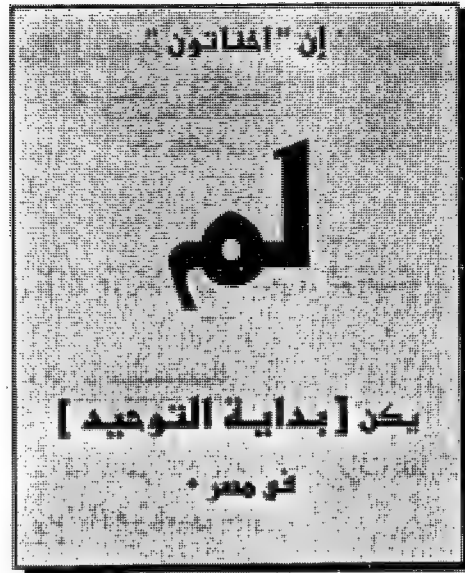 إن "اخناتون"
لم
يكن [بداية التوحيد]
في مصر •